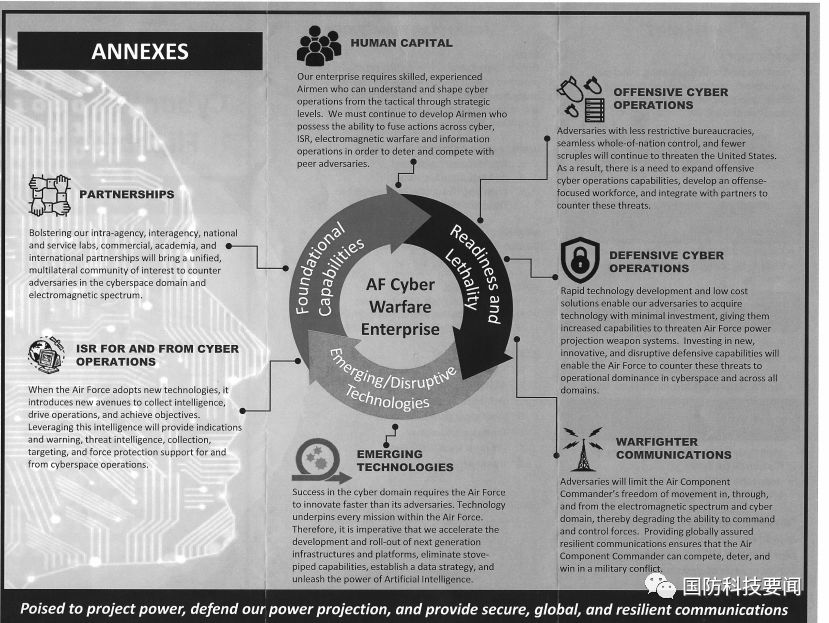 ANNEXES
HUMAN CAPITAL
Our enterprise requires skilled, experienced
Airmen who can understand and shape cyber
operations from the tactical through strategic
levels. We must continue to develop Airmen who
possess the ability to fuse actions across cyber,
ISR, electromagnetic warfare and information
operations in order to deter and compete with
peer adversaries.
OFFENSIVE CYBER
OPERATIONS
Adversaries with less restrictive bureaucracies,
seamless whole-of-nation control, and fewer
scruples will continue to threaten the United States.
As a result, there is a need to expand offensive
cyber operations capabilities, develop an offense-
focused workforce, and integrate with partners to
counter these threats.
PARTNERSHIPS
Bolstering our intra-agency, interagency, national
and service labs, commercial, academia, and
international partnerships will bring a unified,
multilateral community of interest to counter
adversaries in the cyberspace domain and
electromagnetic spectrum.
Foundational
Capabilities
Readiness and
Lethality
AF Cyber
Warfare
Enterprise
Emerging/Disruptive
Technologies
DEFENSIVE CYBER
OPERATIONS
Rapid technology development and low cost
solutions enable our adversaries to acquire
technology with minimal investment, giving them
increased capabilities to threaten Air Force power
projection weapon systems. Investing in new,
innovative, and disruptive defensive capabilities will
enable the Air Force to counter these threats to
operational dominance in cyberspace and across all
domains.
ISR FOR AND FROM CYBER
OPERATIONS
When the Air Force adopts new technologies, it
introduces new avenues to collect intelligence,
drive operations, and achieve objectives.
Leveraging this intelligence will provide indications
and warning, threat intelligence, collection,
targeting, and force protection support for and
from cyberspace operations.
EMERGING
TECHNOLOGIES
Success in the cyber domain requires the Air Force
to innovate faster than its adversaries. Technology
underpins every mission within the Air Force.
Therefore, it is imperative that we accelerate the
development and roll-out of next generation
infrastructures and platforms, eliminate stove-
piped capabilities, establish a data strategy, and
unleash the power of Artificial Intelligence.
WARFIGHTER
COMMUNICATIONS
Adversaries will limit the Air Component
Commander's freedom of movement in, through,
and from the electromagnetic spectrum and cyber
domain, thereby degrading the ability to command
and control forces. Providing globally assured
resilient communications ensures that the Air
Component Commander can compete, deter, and
win in a military conflict.
国防科技要闻
Poised to project power, defend our power projection, and provide secure, global, and resilient communications